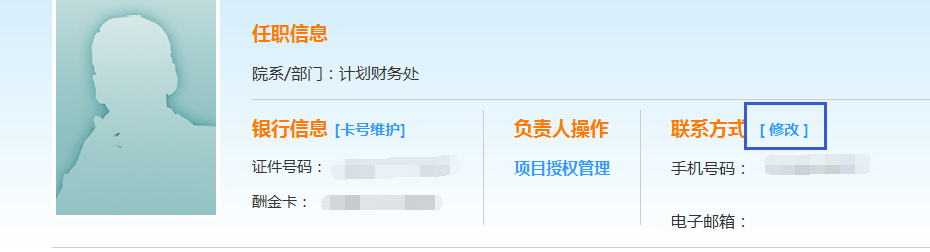 任职信息
院系/部门：计划财务处
银行信息 [卡号维护]
证件号码：
酬金卡：
负责人操作
项目授权管理
联系方式 [ 修改 ]
手机号码：
电子邮箱：